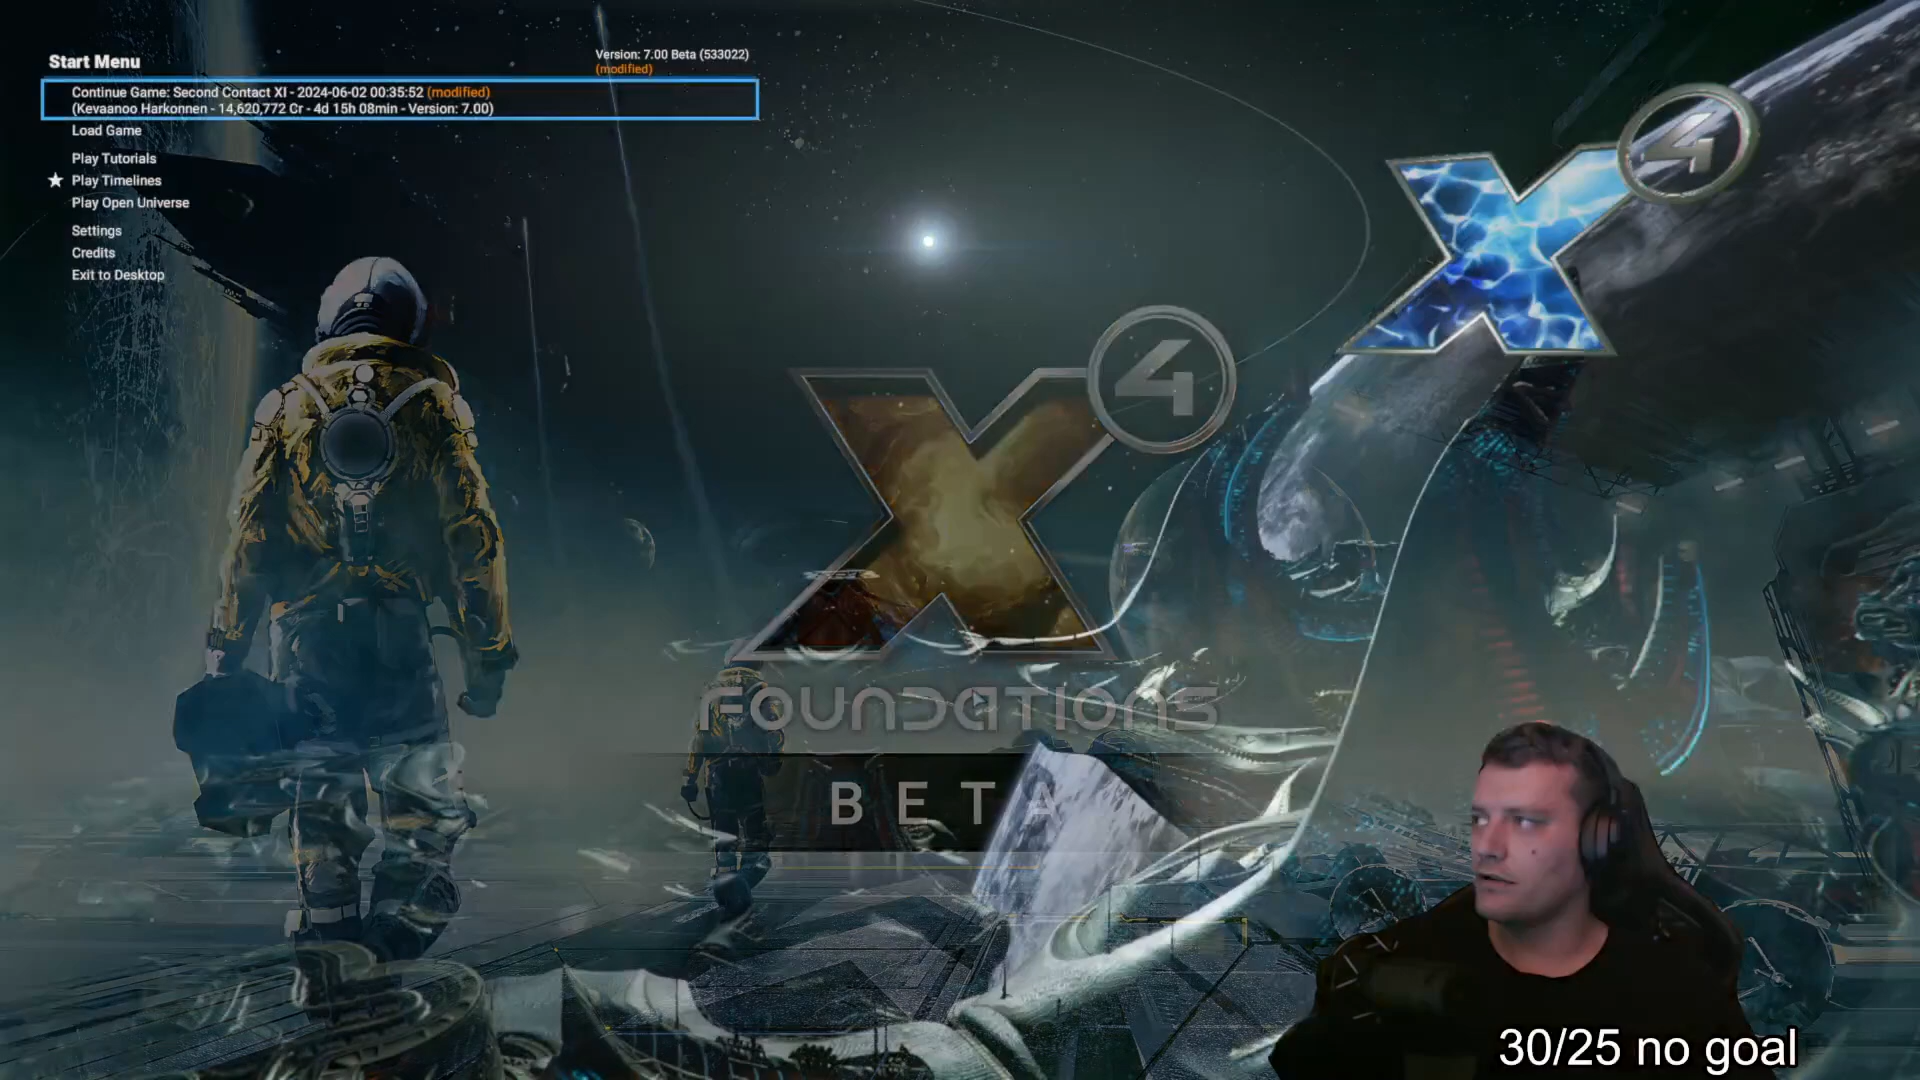 Start Menu
Version: 7.00 Beta (533022)
(modified)
Continue Game: Second Contact XI - 2024-06-02 00:35:52 (modified)
(Kevaanoo Harkonnen - 14,620,772 Cr - 4d 15h 08min - Version: 7.00)
Load Game
Play Tutorials
Play Timelines
Play Open Universe
Settings
Credits
Exit to Desktop
X4
X4
FOUNDATIONS
BETA
30/25 no goal